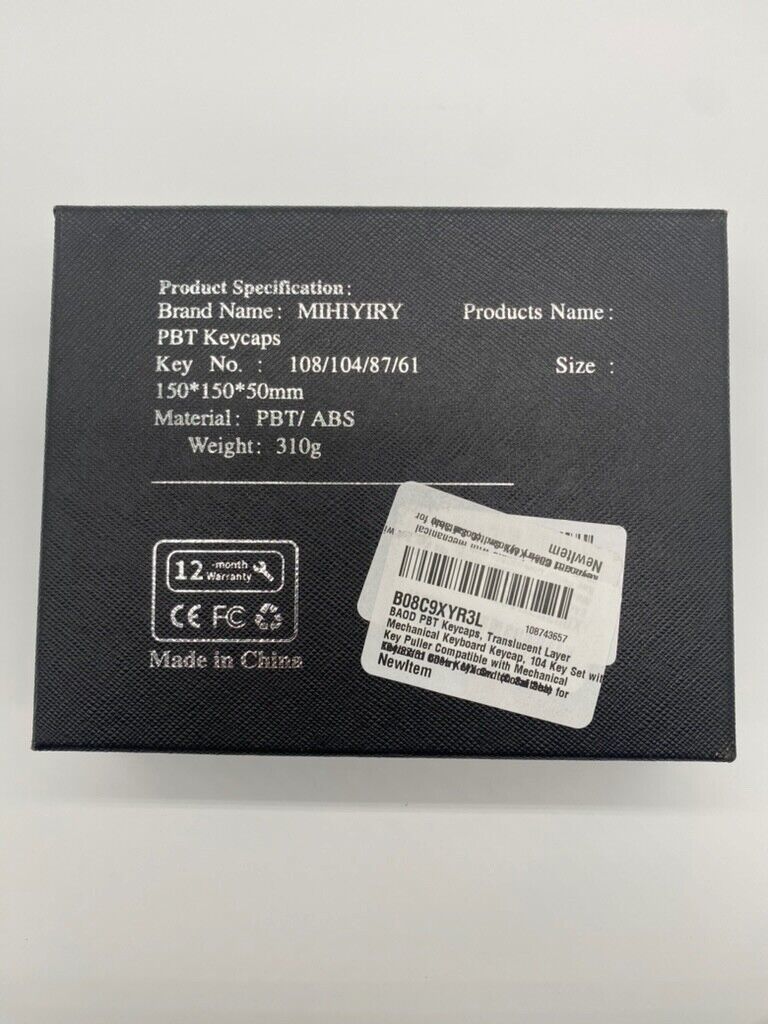 Product Specification:
Brand Name: MIHIYIRY Products Name:
PBT Keycaps
Key No. : 108/104/87/61 Size :
150*150*50mm
Material: PBT/ ABS
Weight: 310g
12 -month Warranty
CE FC
Made in China
NewItem
B08C9XYR3L 108743657
BAOD PBT Keycaps, Translucent Layer
Mechanical Keyboard Keycap, 104 Key Set with
Key Puller Compatible with Mechanical
for
NewItem